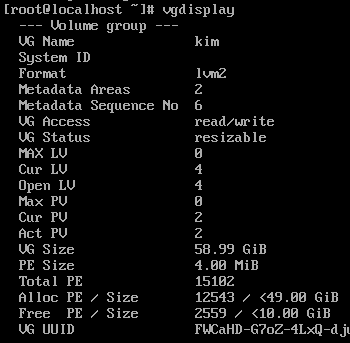 [root@localhost ~]# vgdisplay
--- Volume group ---
VG Name kim
System ID
Format lvm2
Metadata Areas 2
Metadata Sequence No 6
VG Access read/write
VG Status resizable
MAX LV 0
Cur LV 4
Open LV 4
Max PV 0
Cur PV 2
Act PV 2
VG Size 58.99 GiB
PE Size 4.00 MiB
Total PE 15102
Alloc PE / Size 12543 / <49.00 GiB
Free PE / Size 2559 / <10.00 GiB
VG UUID FWCaHD-G7oZ-4LxQ-dju